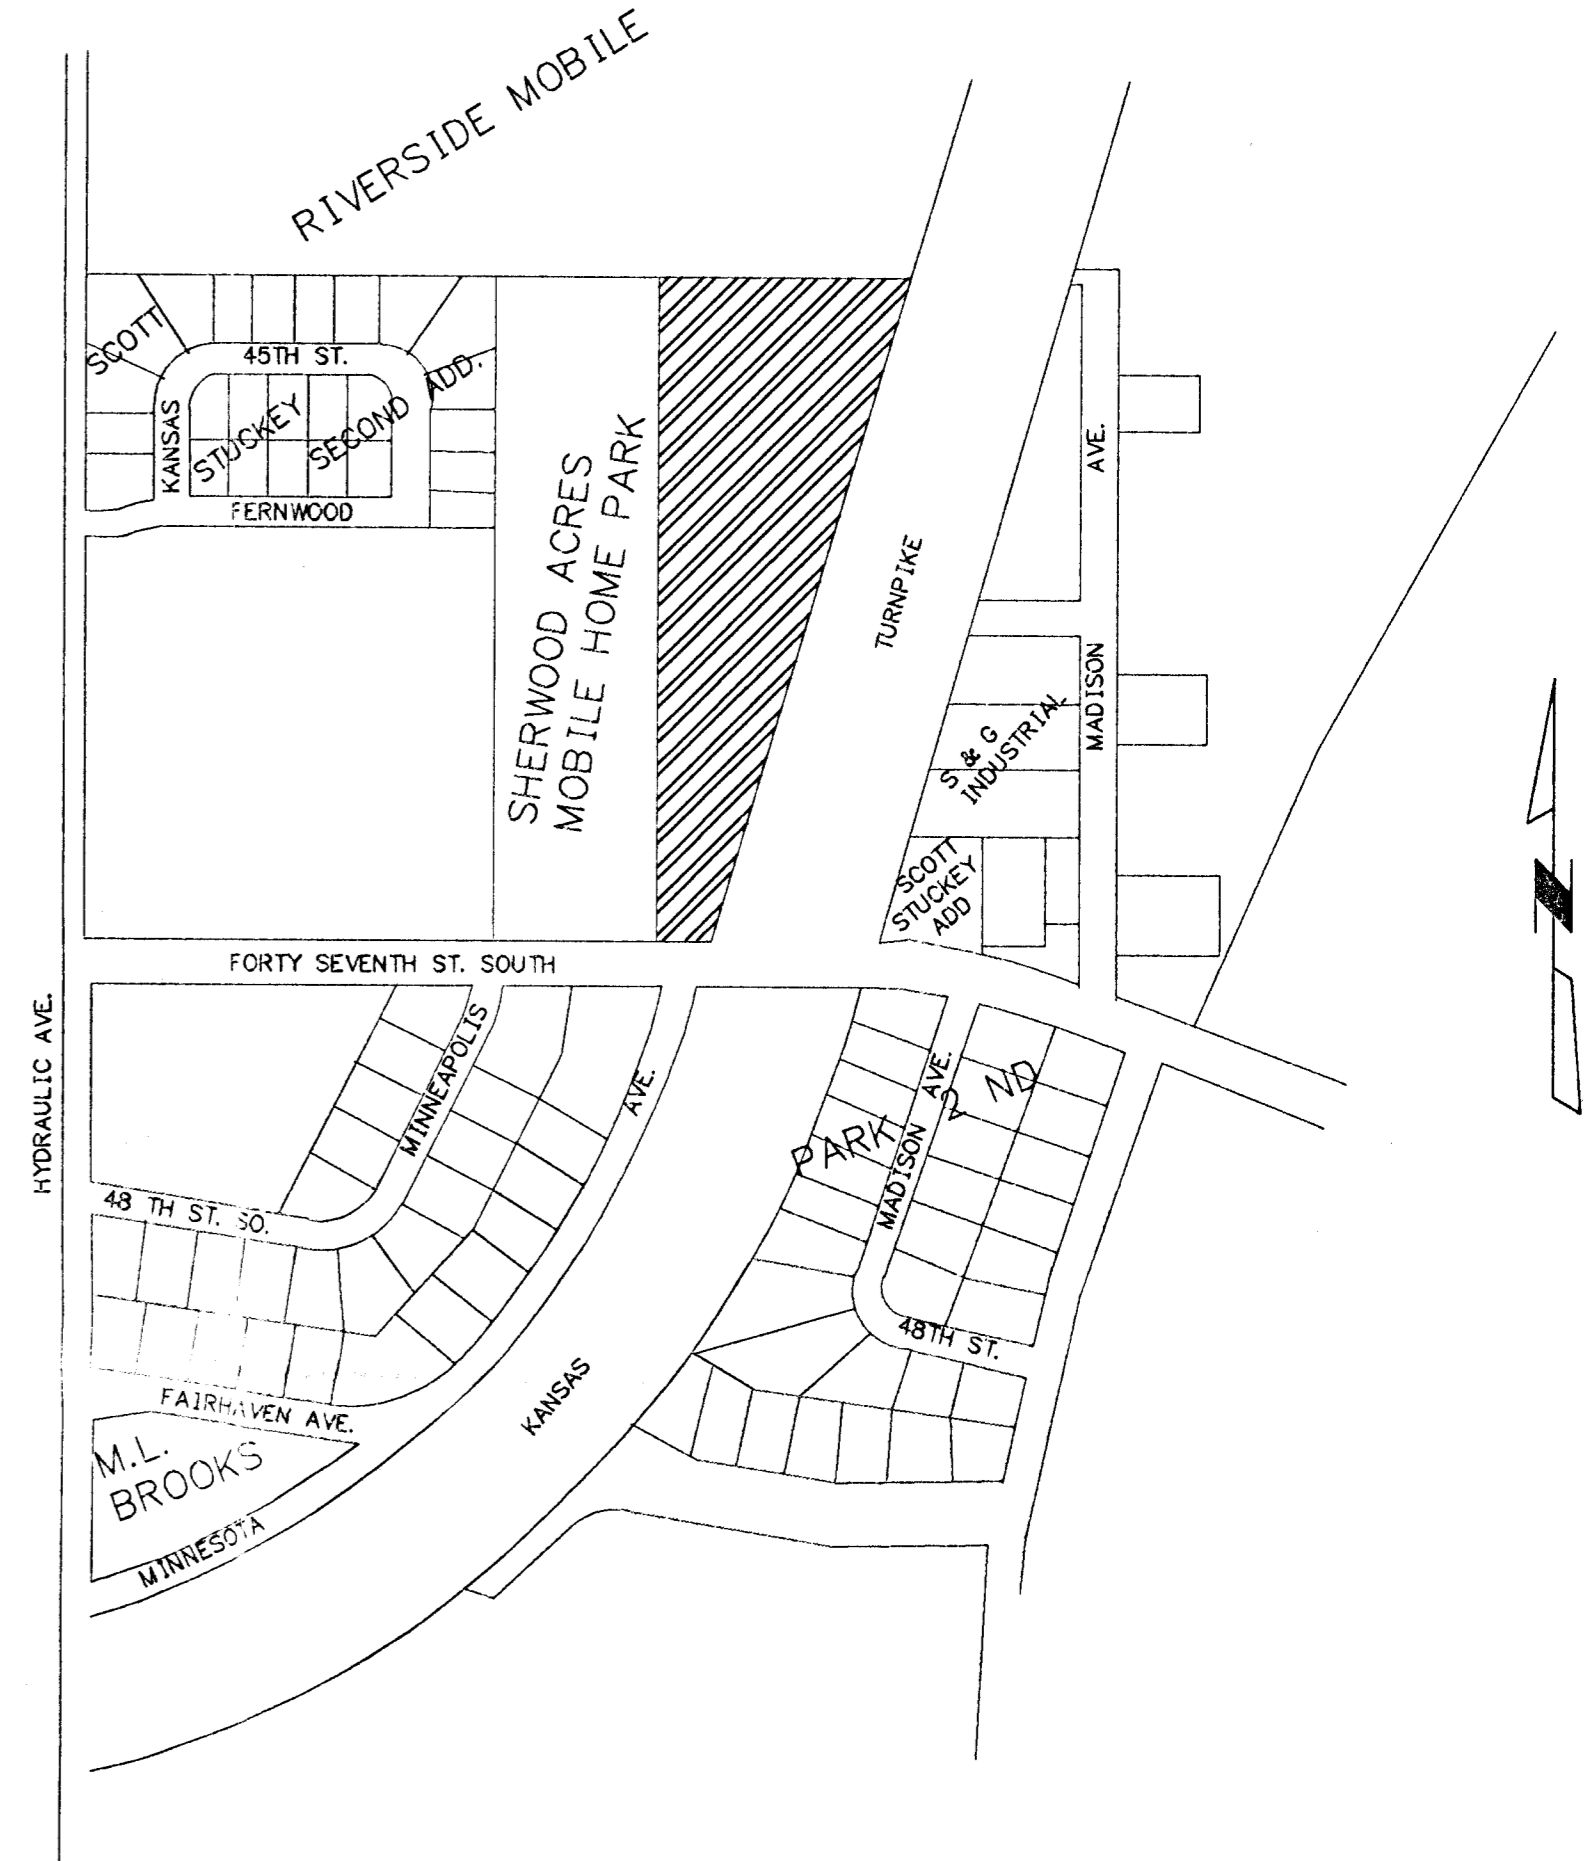 RIVERSIDE MOBILE
SCOTT
45TH ST.
ADD.
KANSAS
STUCKEY
SECOND
FERNWOOD
SHERWOOD ACRES
MOBILE HOME PARK
TURNPIKE
AVE.
MADISON
S & G
INDUSTRIAL
SCOTT
STUCKEY
ADD
N
FORTY SEVENTH ST. SOUTH
HYDRAULIC AVE.
MINNEAPOLIS
AVE.
AVE.
2 ND
PARK
MADISON
48 TH ST. SO.
48TH ST.
KANSAS
FAIRHAVEN AVE.
M.L.
BROOKS
MINNESOTA